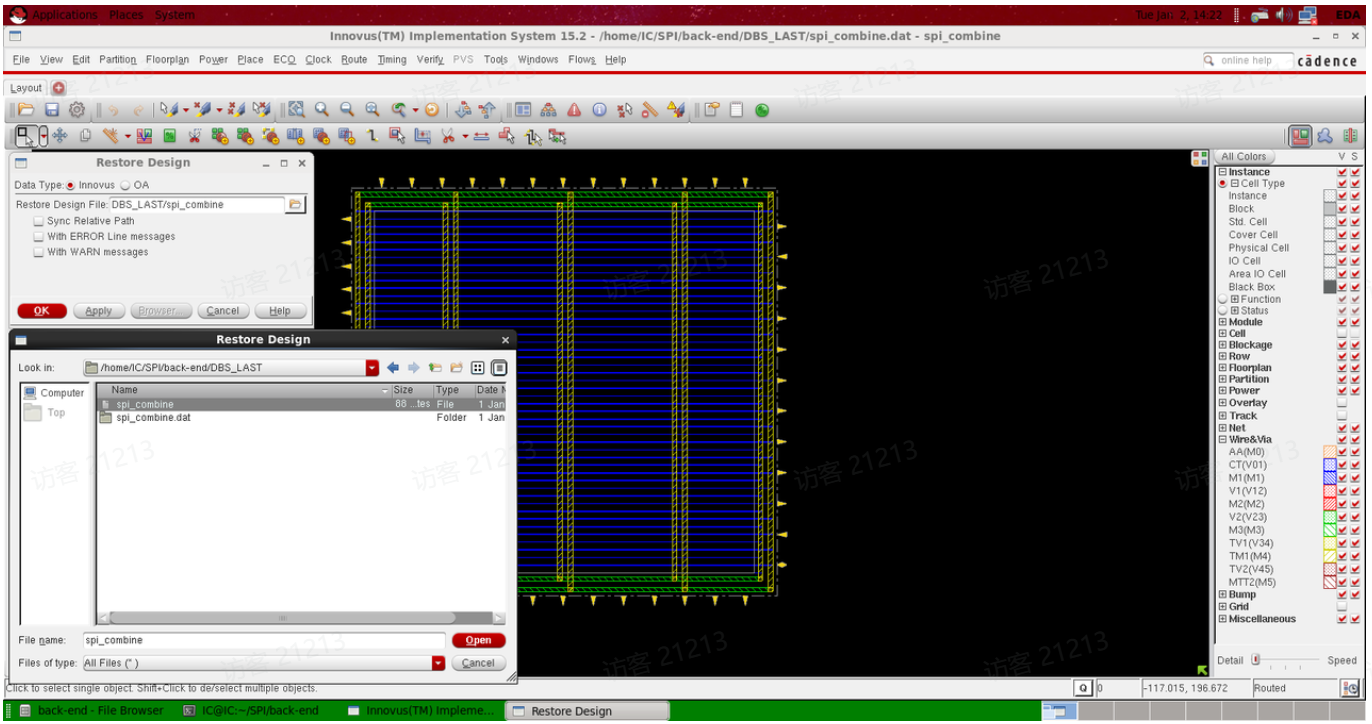 Applications Places System
Tue Jan 2, 14:22 EDA
Innovus(TM) Implementation System 15.2 - /home/IC/SPI/back-end/DBS_LAST/spi_combine.dat - spi_combine
File View Edit Partition Floorplan Power Place ECO Clock Route Timing Verify PVS Tools Windows Flows Help
online help cādence
Layout
Restore Design
Data Type: Innovus OA
Restore Design File: DBS_LAST/spi_combine
Sync Relative Path
With ERROR Line messages
With WARN messages
OK Apply Browser... Cancel Help
Restore Design
Look in: /home/IC/SPI/back-end/DBS_LAST
Computer
Top
Name Size Type Date M
spi_combine 88 ...tes File 1 Jan
spi_combine.dat Folder 1 Jan
File name: spi_combine
Open
Files of type: All Files (*)
Cancel
All Colors V S
Instance
Cell Type
Instance
Block
Std. Cell
Cover Cell
Physical Cell
IO Cell
Area IO Cell
Black Box
Function
Status
Module
Cell
Blockage
Row
Floorplan
Partition
Power
Overlay
Track
Net
Wire&Via
AA(M0)
CT(V01)
M1(M1)
V1(V12)
M2(M2)
V2(V23)
M3(M3)
TV1(V34)
TM1(M4)
TV2(V45)
MTT2(M5)
Bump
Grid
Miscellaneous
Detail Speed
Click to select single object. Shift+Click to de/select multiple objects.
Q 0 -117.015, 196.672 Routed
back-end - File Browser IC@IC:~/SPI/back-end Innovus(TM) Impleme... Restore Design
访客 21213